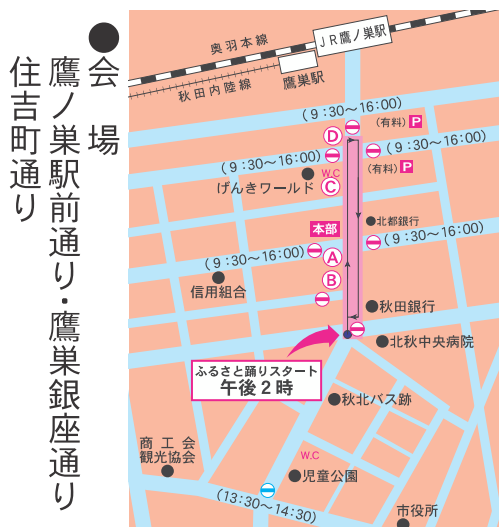 ●会 場
鷹ノ巣駅前通り・鷹巣銀座通り
住吉町通り
JR鷹ノ巣駅
奥羽本線
鷹巣駅
秋田内陸線
(9:30〜16:00)
(有料) P
D
(9:30〜16:00)
(9:30〜16:00)
W.C
(有料) P
げんきワールド
C
北都銀行
本部
(9:30〜16:00)
(9:30〜16:00)
A
B
信用組合
秋田銀行
北秋中央病院
ふるさと踊りスタート
午後2時
秋北バス跡
商工会
観光協会
W.C
児童公園
(13:30〜14:30)
市役所